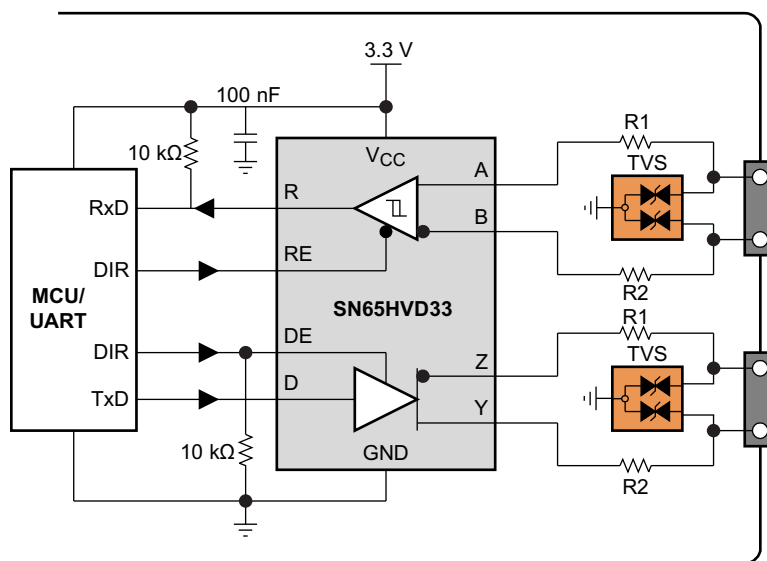 3.3 V
100 nF
10 kΩ
VCC
R1
TVS
A
RxD
R
B
DIR
RE
R2
MCU/
UART
SN65HVD33
R1
TVS
DIR
DE
Z
TxD
D
Y
10 kΩ
GND
R2